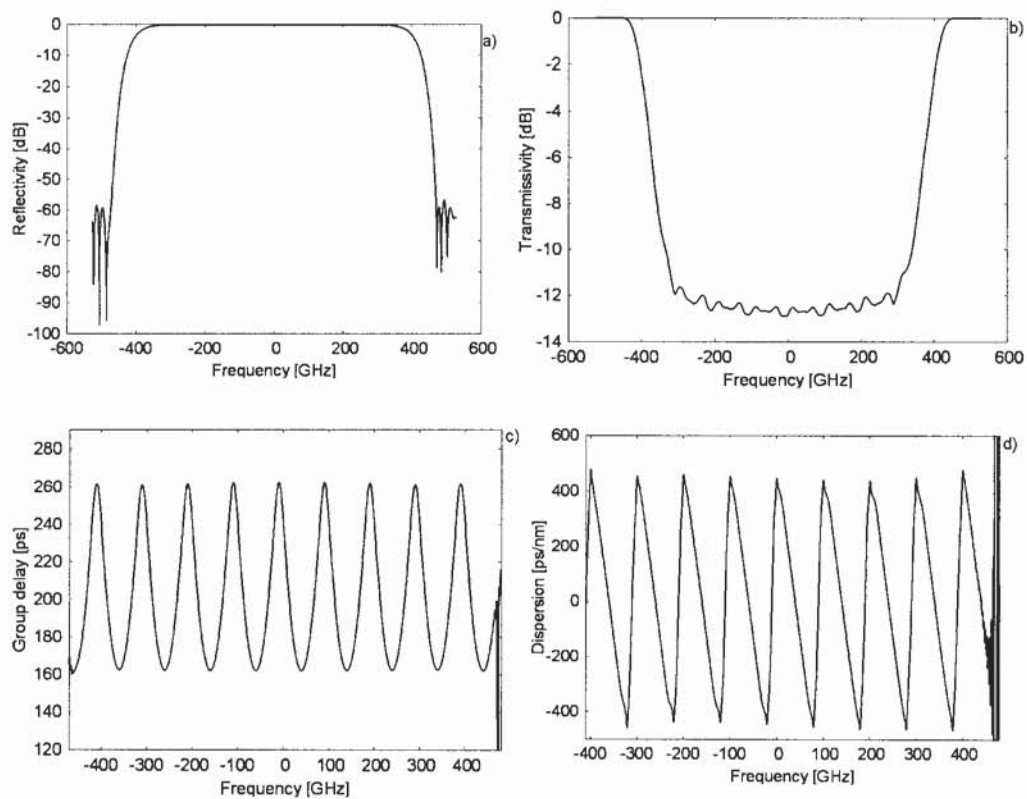 a)
0
-10
-20
-30
-40
-50
-60
-70
-80
-90
-100
-600 -400 -200 0 200 400 600
Reflectivity [dB]
Frequency [GHz]
b)
0
-2
-4
-6
-8
-10
-12
-14
-600 -400 -200 0 200 400 600
Transmissivity [dB]
Frequency [GHz]
c)
280
260
240
220
200
180
160
140
120
-400 -300 -200 -100 0 100 200 300 400
Group delay [ps]
Frequency [GHz]
d)
600
400
200
0
-200
-400
-400 -300 -200 -100 0 100 200 300 400
Dispersion [ps/nm]
Frequency [GHz]